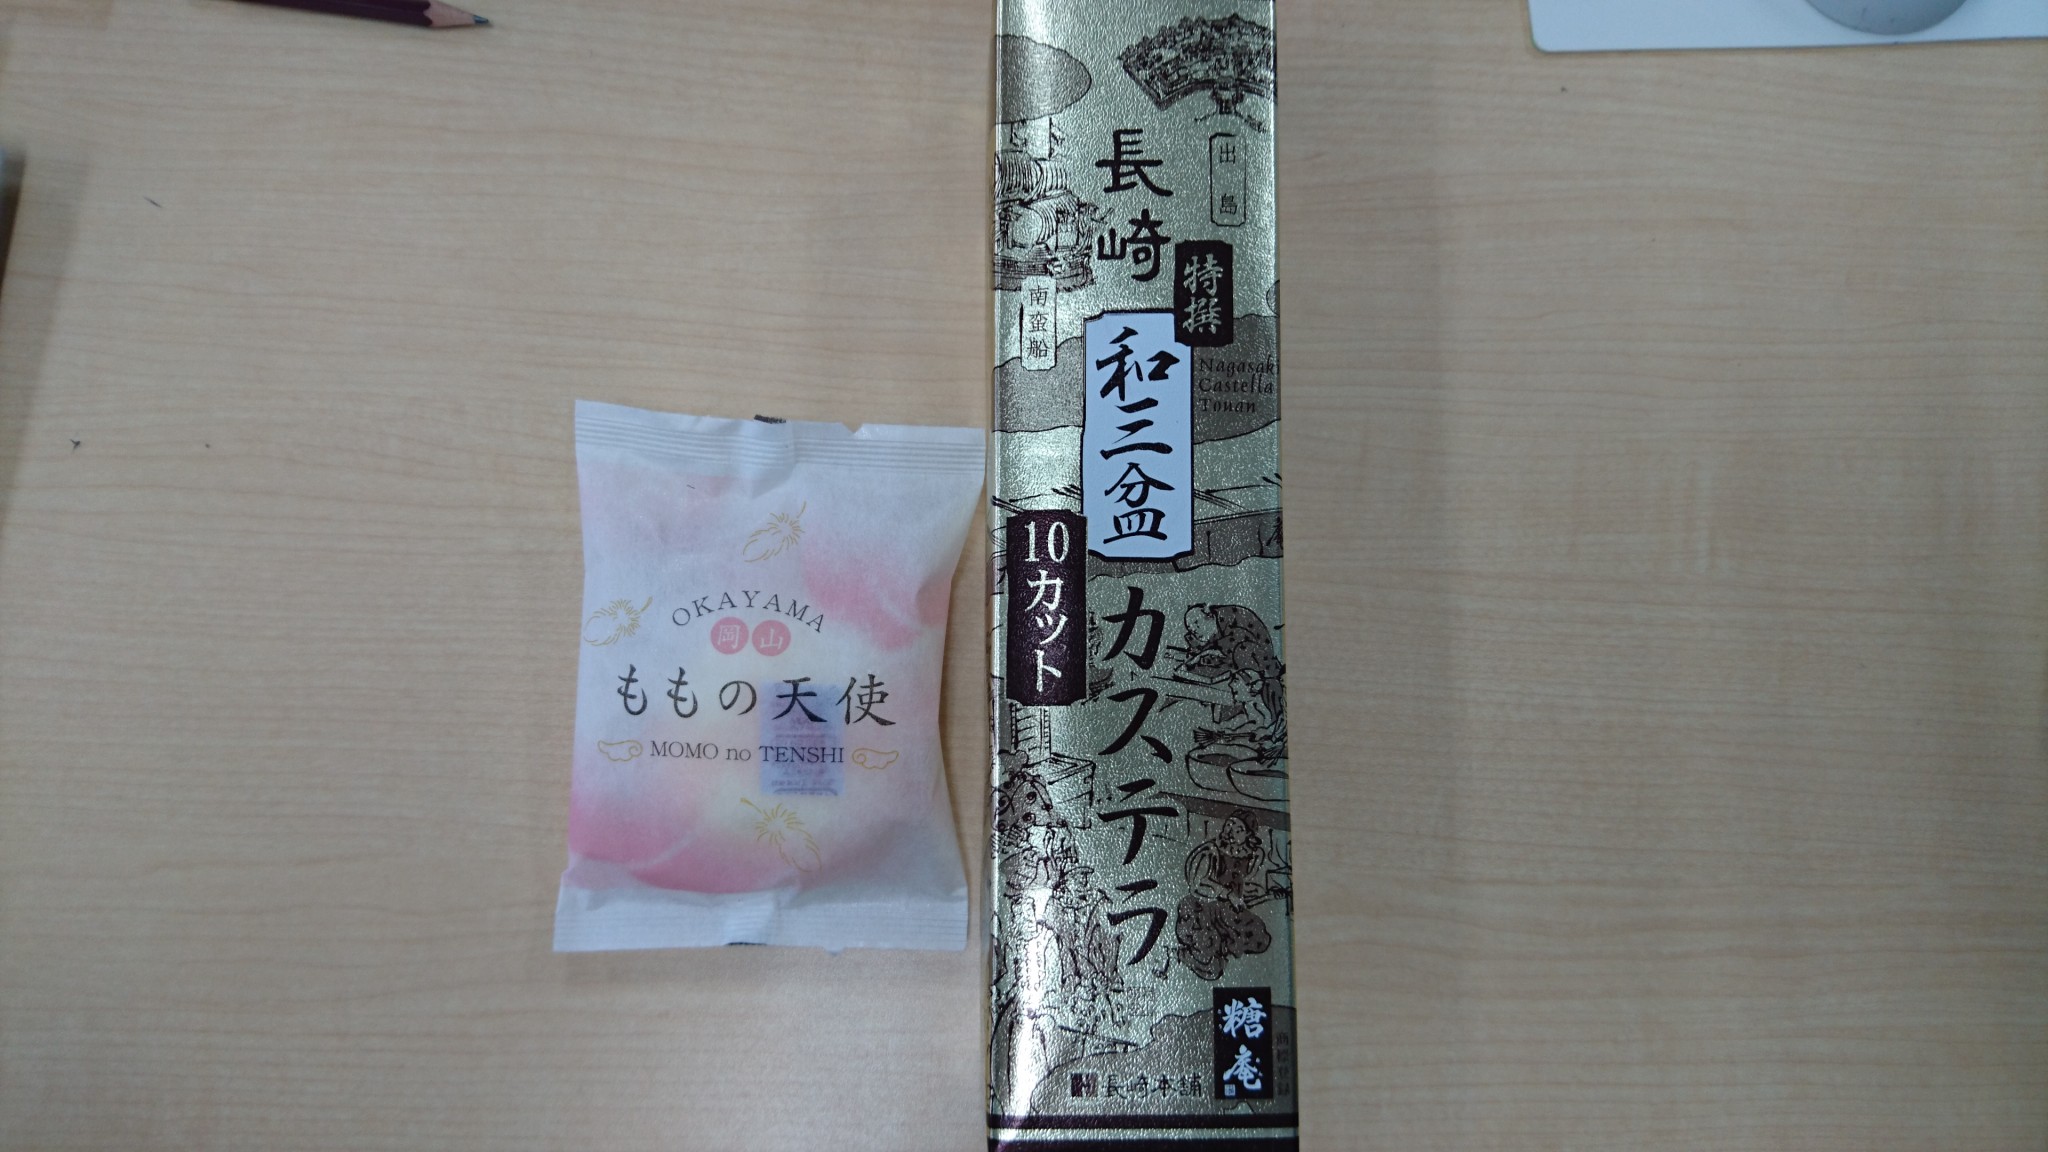 OKAYAMA
岡山
ももの天使
MOMO no TENSHI
出島
長崎
特撰
南蛮船
和三盆
Nagasaki
Castella
Touan
10カット
カステラ
糖庵
長崎本舗